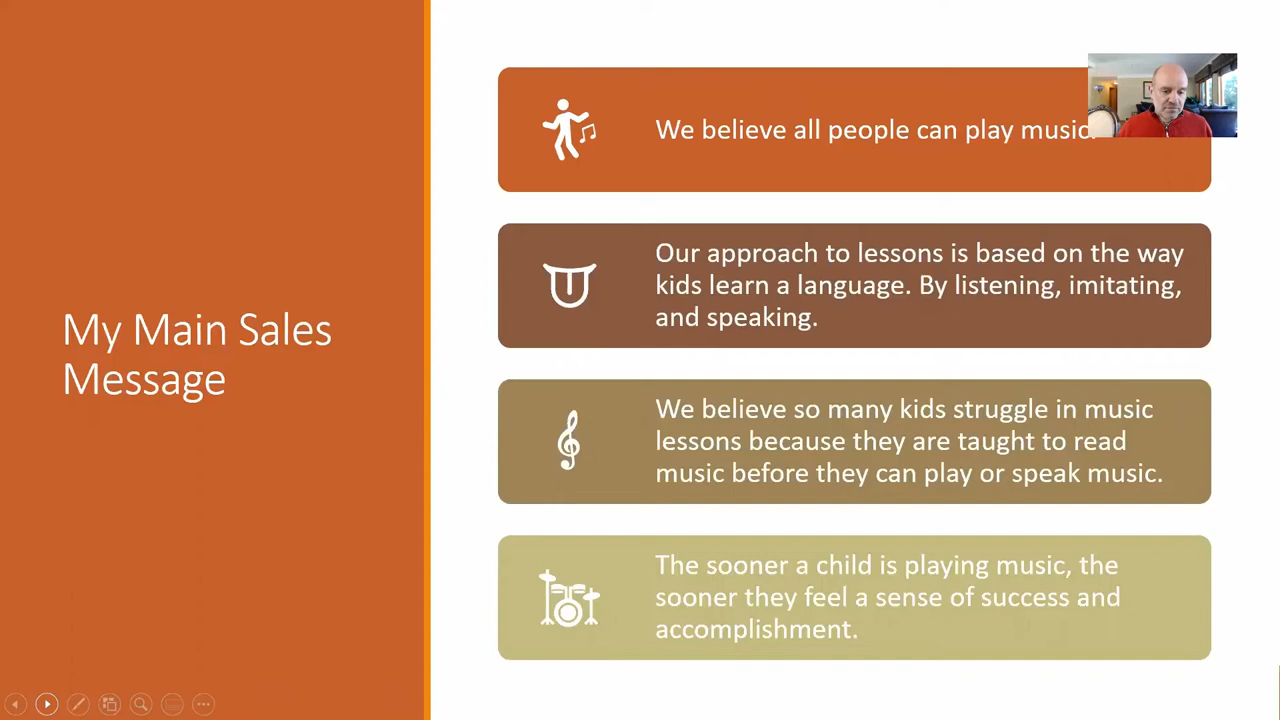 My Main Sales
Message
We believe all people can play music.
Our approach to lessons is based on the way
kids learn a language. By listening, imitating,
and speaking.
We believe so many kids struggle in music
lessons because they are taught to read
music before they can play or speak music.
The sooner a child is playing music, the
sooner they feel a sense of success and
accomplishment.